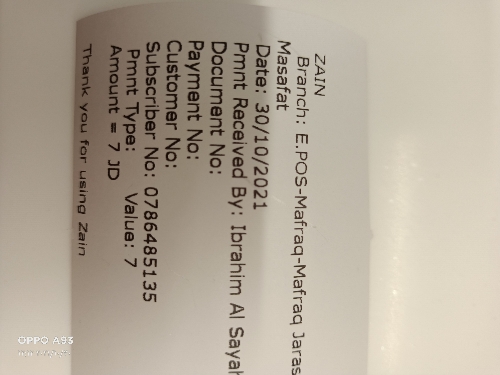 ZAIN
Branch: E.POS-Mafraq-Mafraq Jaras
Masafat
Date: 30/10/2021
Pmnt Received By: Ibrahim Al Sayah
Document No:
Payment No:
Customer No:
Subscriber No: 0786485135
Pmnt Type: Value: 7
Amount = 7 JD
Thank you for using Zain
OPPO A93